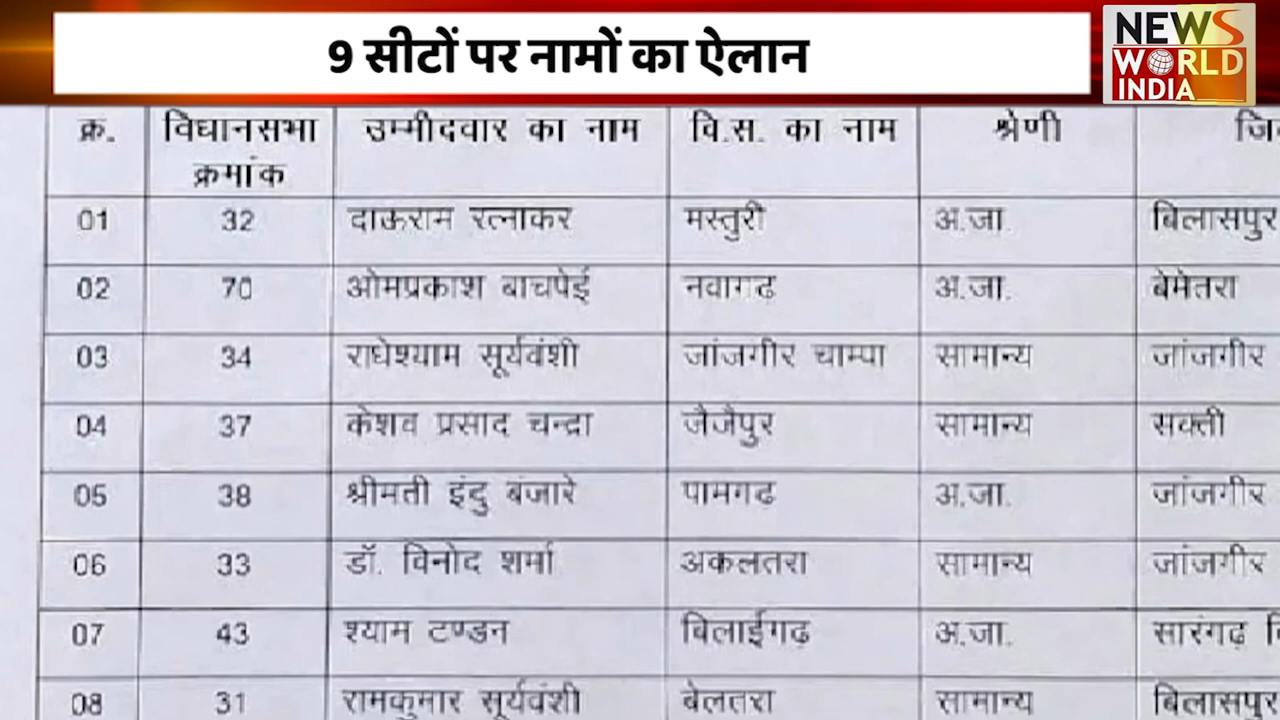 9 सीटों पर नामों का ऐलान
NEWS
WORLD
INDIA
क्र. विधानसभा क्रमांक उम्मीदवार का नाम वि.स. का नाम श्रेणी
01 32 दाऊराम रत्नाकर मस्तुरी अ.जा. बिलासपुर
02 70 ओमप्रकाश बाचपेई नवागढ अ.जा. बेमेतरा
03 34 राधेश्याम सूर्यवंशी जांजगीर चाम्पा सामान्य जांजगीर
04 37 केशव प्रसाद चन्द्रा जैजैपुर सामान्य सक्ती
05 38 श्रीमती इंदु बंजारे पामगढ अ.जा. जांजगीर
06 33 डॉ. विनोद शर्मा अकलतरा सामान्य जांजगीर
07 43 श्याम टण्डन बिलाईगढ़ अ.जा. सारंगढ़
08 31 रामकुमार सूर्यवंशी बेलतरा सामान्य बिलासपुर